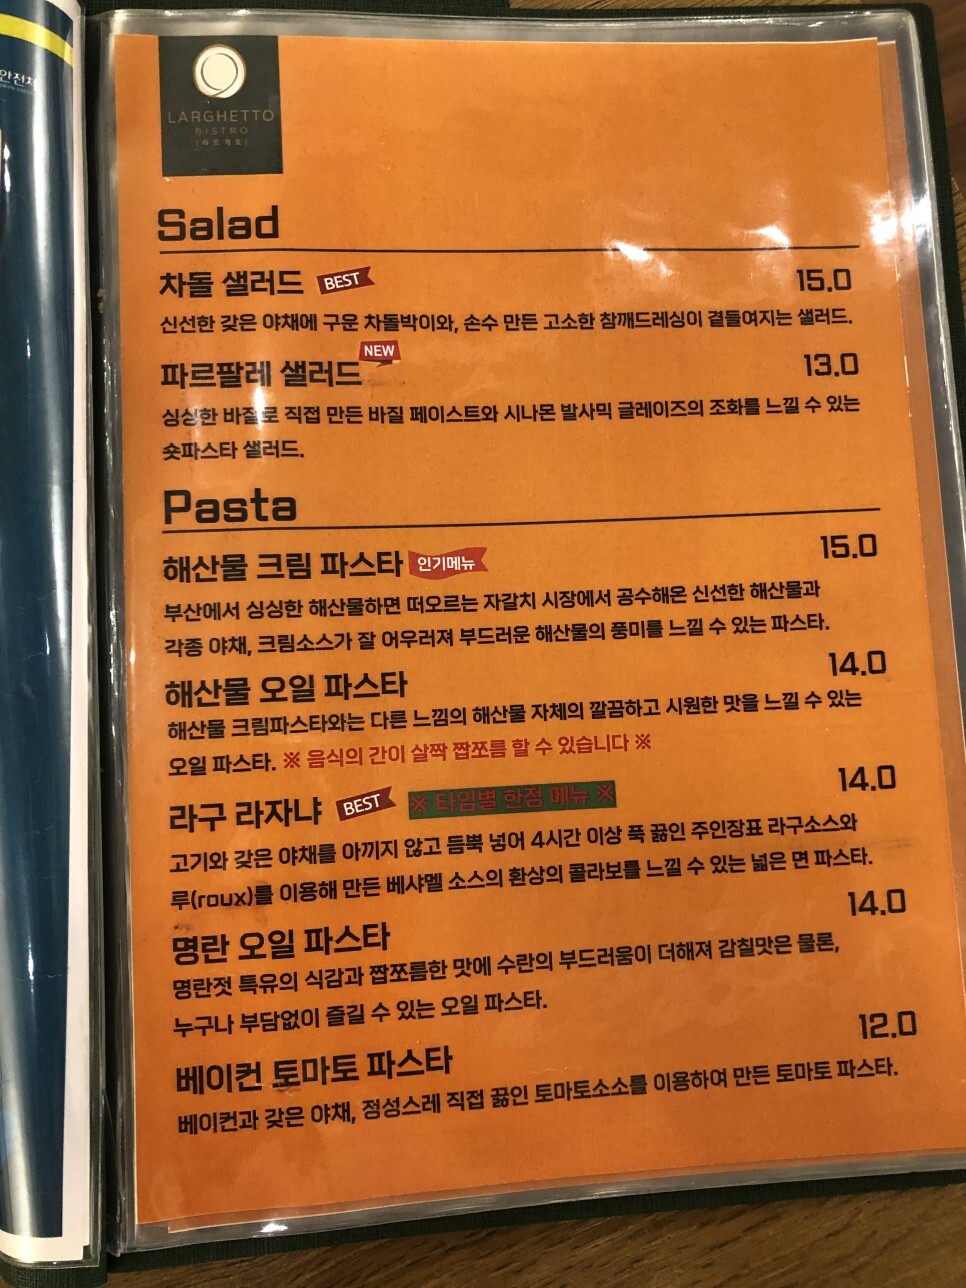 안전
LARGHETTO
BISTRO
[라르게토]
Salad
차돌 샐러드 BEST 15.0
신선한 갖은 야채에 구운 차돌박이와, 손수 만든 고소한 참깨드레싱이 곁들여지는 샐러드.
파르팔레 샐러드 NEW 13.0
싱싱한 바질로 직접 만든 바질 페이스트와 시나몬 발사믹 글레이즈의 조화를 느낄 수 있는
숏파스타 샐러드.
Pasta
해산물 크림 파스타 인기메뉴 15.0
부산에서 싱싱한 해산물하면 떠오르는 자갈치 시장에서 공수해온 신선한 해산물과
각종 야채, 크림소스가 잘 어우러져 부드러운 해산물의 풍미를 느낄 수 있는 파스타.
해산물 오일 파스타 14.0
해산물 크림파스타와는 다른 느낌의 해산물 자체의 깔끔하고 시원한 맛을 느낄 수 있는
오일 파스타. ※ 음식의 간이 살짝 짭쪼름 할 수 있습니다 ※
라구 라자냐 BEST ※ 타임별 한정 메뉴 ※ 14.0
고기와 갖은 야채를 아끼지 않고 듬뿍 넣어 4시간 이상 푹 끓인 주인장표 라구소스와
루(roux)를 이용해 만든 베샤멜 소스의 환상의 콜라보를 느낄 수 있는 넓은 면 파스타.
명란 오일 파스타 14.0
명란젓 특유의 식감과 짭쪼름한 맛에 수란의 부드러움이 더해져 감칠맛은 물론,
누구나 부담없이 즐길 수 있는 오일 파스타.
베이컨 토마토 파스타 12.0
베이컨과 갖은 야채, 정성스레 직접 끓인 토마토소소를 이용하여 만든 토마토 파스타.